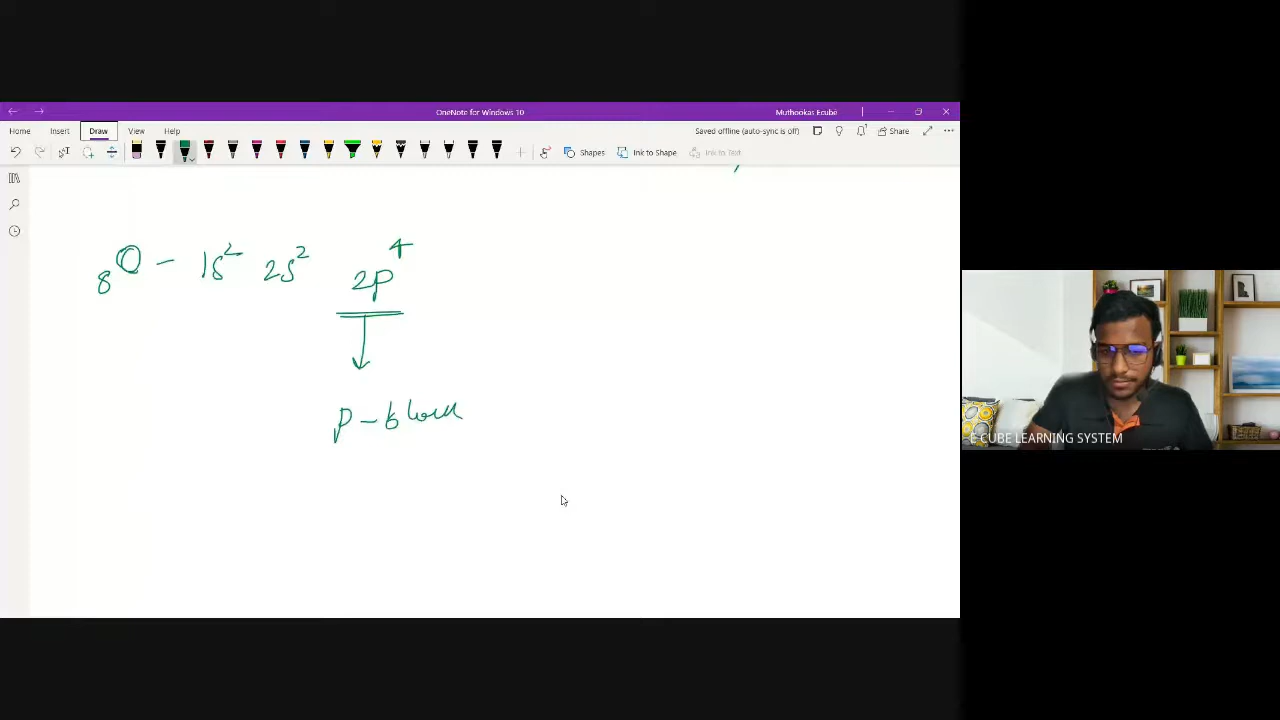 OneNote for Windows 10
Muthookas Ecube
Home Insert Draw View Help
Saved offline (auto-sync is off) Share
Shapes Ink to Shape Ink to Text
8O - 1s² 2s² 2p⁴
p-block
E CUBE LEARNING SYSTEM